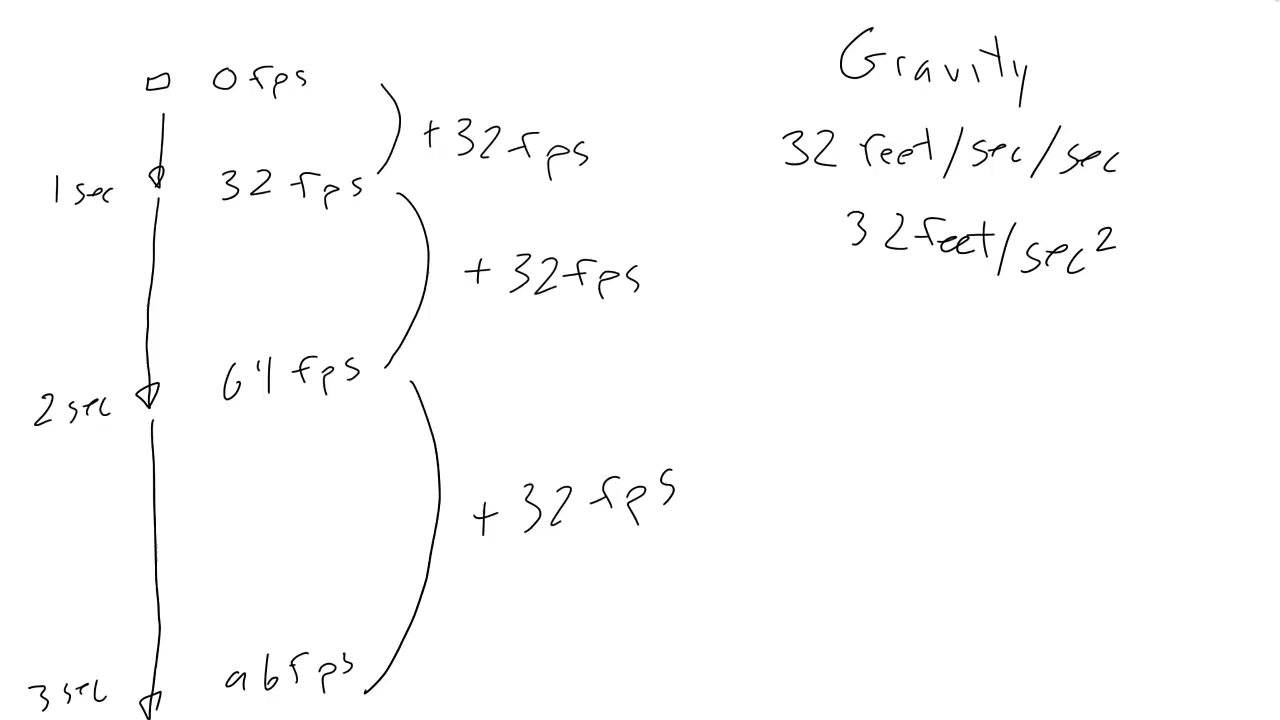 0 fps
+32 fps
1 sec
32 fps
+ 32 fps
64 fps
2 sec
+ 32 fps
96 fps
3 sec
Gravity
32 feet/sec/sec
32 feet/sec²